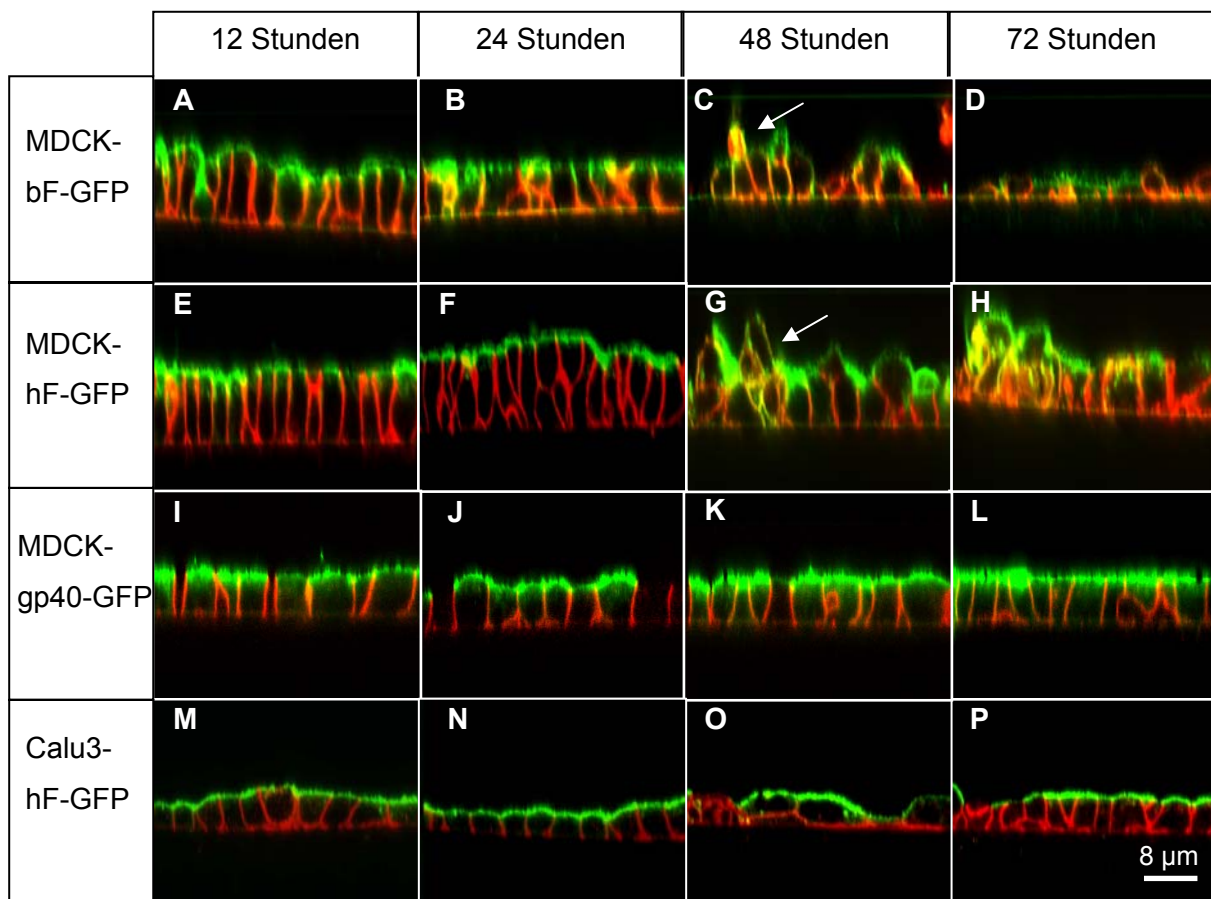 12 Stunden
24 Stunden
48 Stunden
72 Stunden
MDCK-
bF-GFP
A
B
C
D
MDCK-
hF-GFP
E
F
G
H
MDCK-
gp40-GFP
I
J
K
L
Calu3-
hF-GFP
M
N
O
P
8 µm